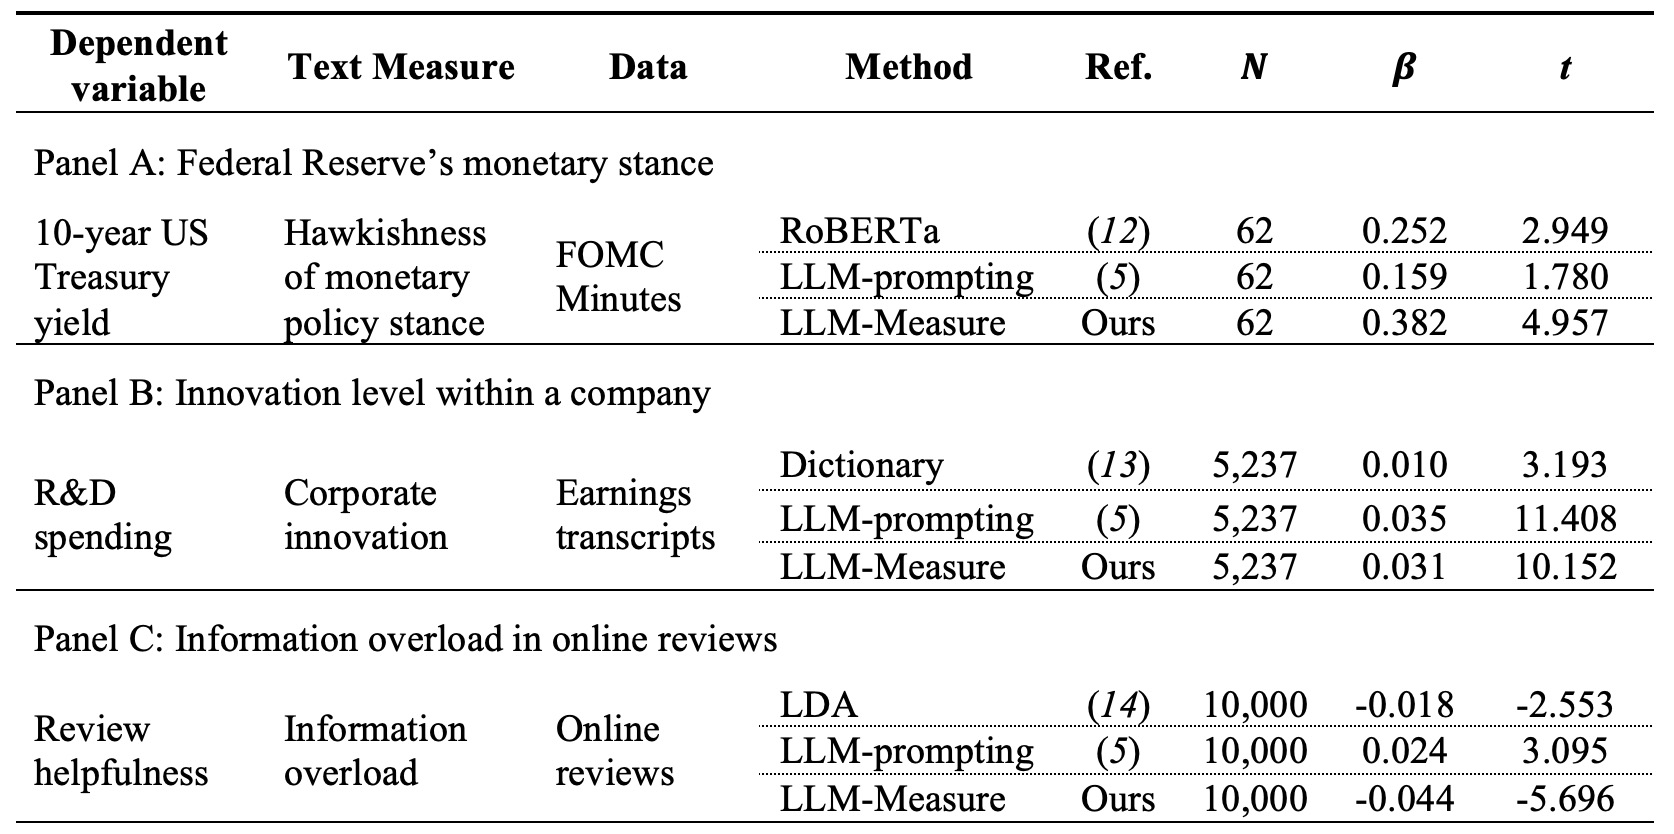 Dependent variable Text Measure Data Method Ref. N β t
Panel A: Federal Reserve’s monetary stance
10-year US Treasury yield Hawkishness of monetary policy stance FOMC Minutes RoBERTa (12) 62 0.252 2.949
LLM-prompting (5) 62 0.159 1.780
LLM-Measure Ours 62 0.382 4.957
Panel B: Innovation level within a company
R&D spending Corporate innovation Earnings transcripts Dictionary (13) 5,237 0.010 3.193
LLM-prompting (5) 5,237 0.035 11.408
LLM-Measure Ours 5,237 0.031 10.152
Panel C: Information overload in online reviews
Review helpfulness Information overload Online reviews LDA (14) 10,000 -0.018 -2.553
LLM-prompting (5) 10,000 0.024 3.095
LLM-Measure Ours 10,000 -0.044 -5.696